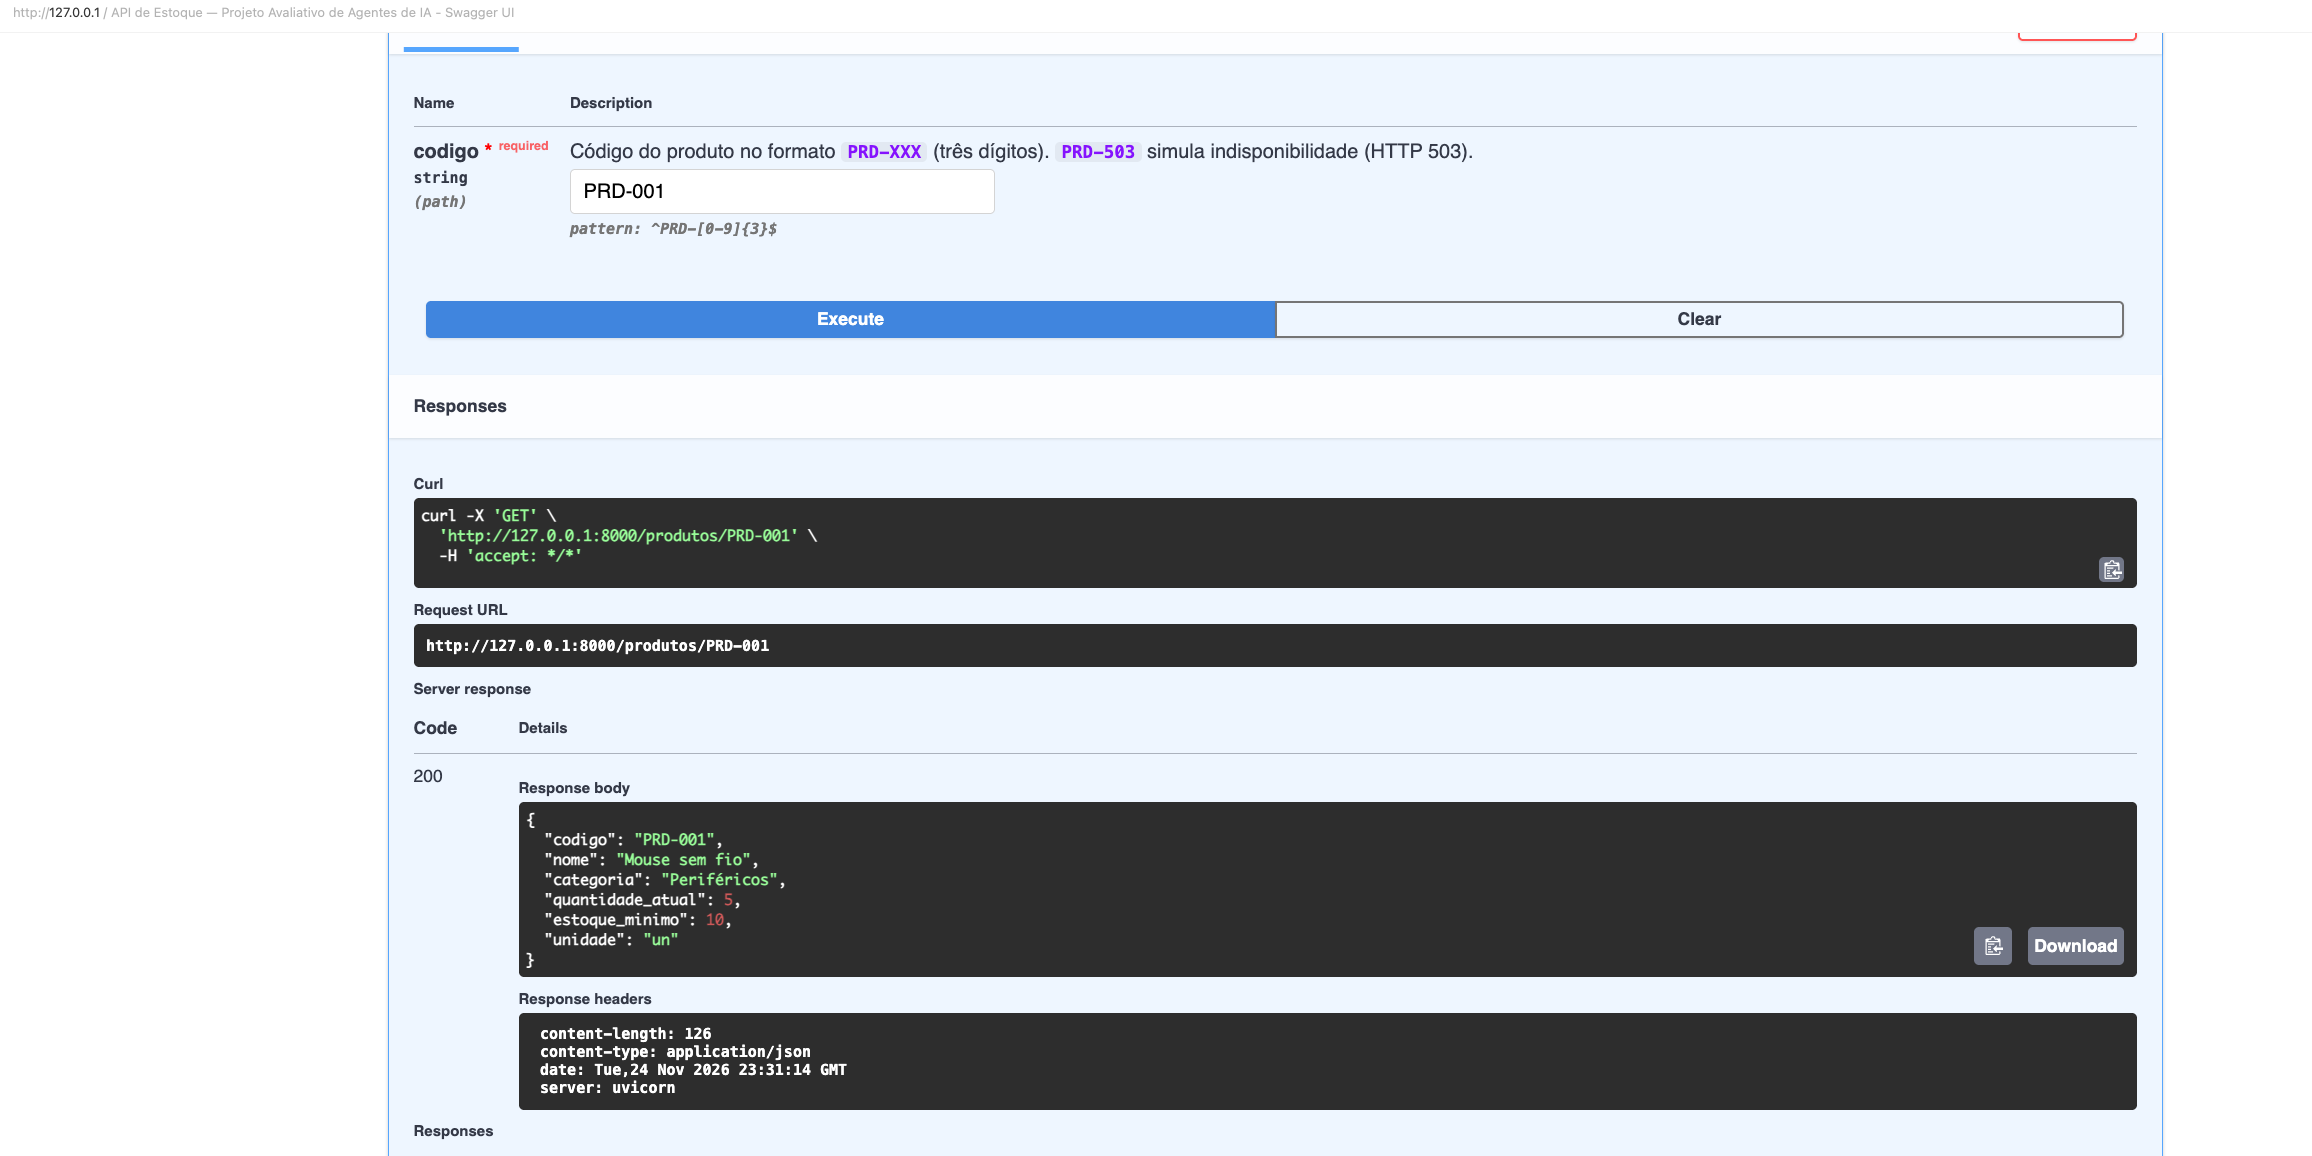 http://127.0.0.1 / API de Estoque — Projeto Avaliativo de Agentes de IA - Swagger UI
Name Description
codigo * required Código do produto no formato PRD-XXX (três dígitos). PRD-503 simula indisponibilidade (HTTP 503).
string
(path)
PRD-001
pattern: ^PRD-[0-9]{3}$
Execute Clear
Responses
Curl
curl -X 'GET' \
  'http://127.0.0.1:8000/produtos/PRD-001' \
  -H 'accept: */*'
Request URL
http://127.0.0.1:8000/produtos/PRD-001
Server response
Code Details
200
Response body
{
  "codigo": "PRD-001",
  "nome": "Mouse sem fio",
  "categoria": "Periféricos",
  "quantidade_atual": 5,
  "estoque_minimo": 10,
  "unidade": "un"
}
Download
Response headers
content-length: 126
content-type: application/json
date: Tue,24 Nov 2026 23:31:14 GMT
server: uvicorn
Responses